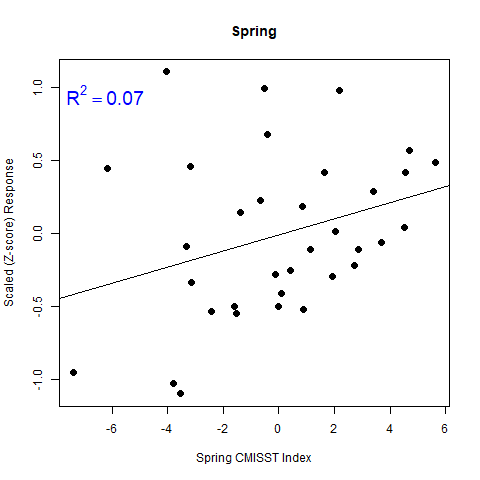 Spring
R² = 0.07
1.0
0.5
0.0
-0.5
-1.0
Scaled (Z-score) Response
-6 -4 -2 0 2 4 6
Spring CMISST Index